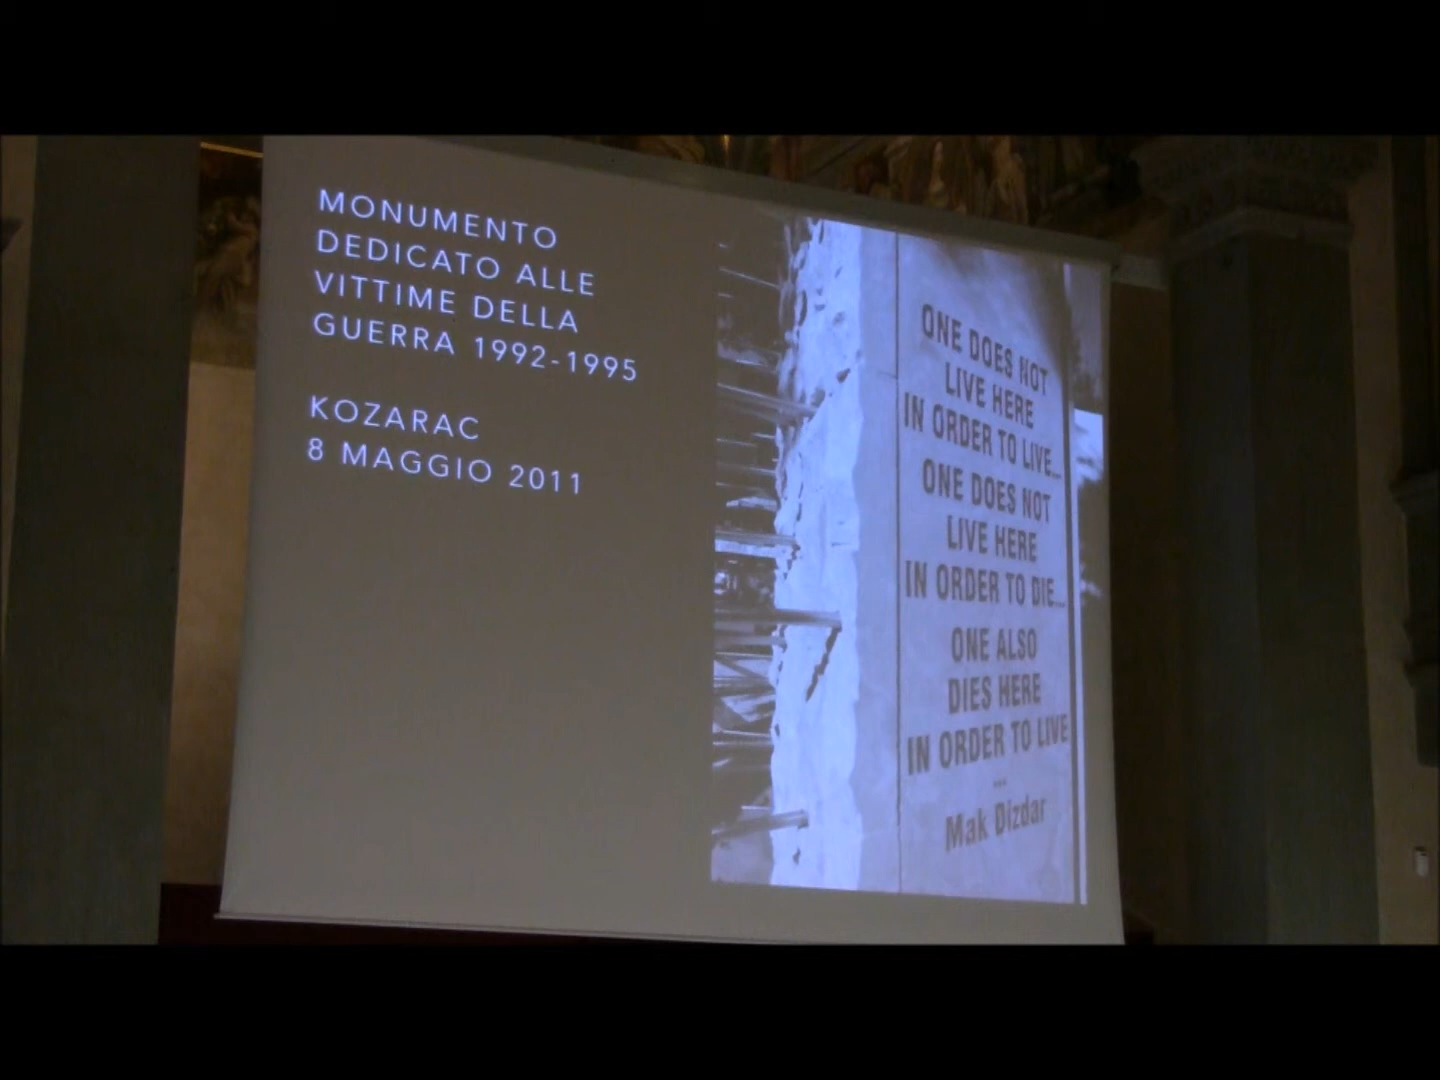 MONUMENTO
DEDICATO ALLE
VITTIME DELLA
GUERRA 1992-1995
KOZARAC
8 MAGGIO 2011
ONE DOES NOT
LIVE HERE
IN ORDER TO LIVE...
ONE DOES NOT
LIVE HERE
IN ORDER TO DIE...
ONE ALSO
DIES HERE
IN ORDER TO LIVE
...
Mak Dizdar